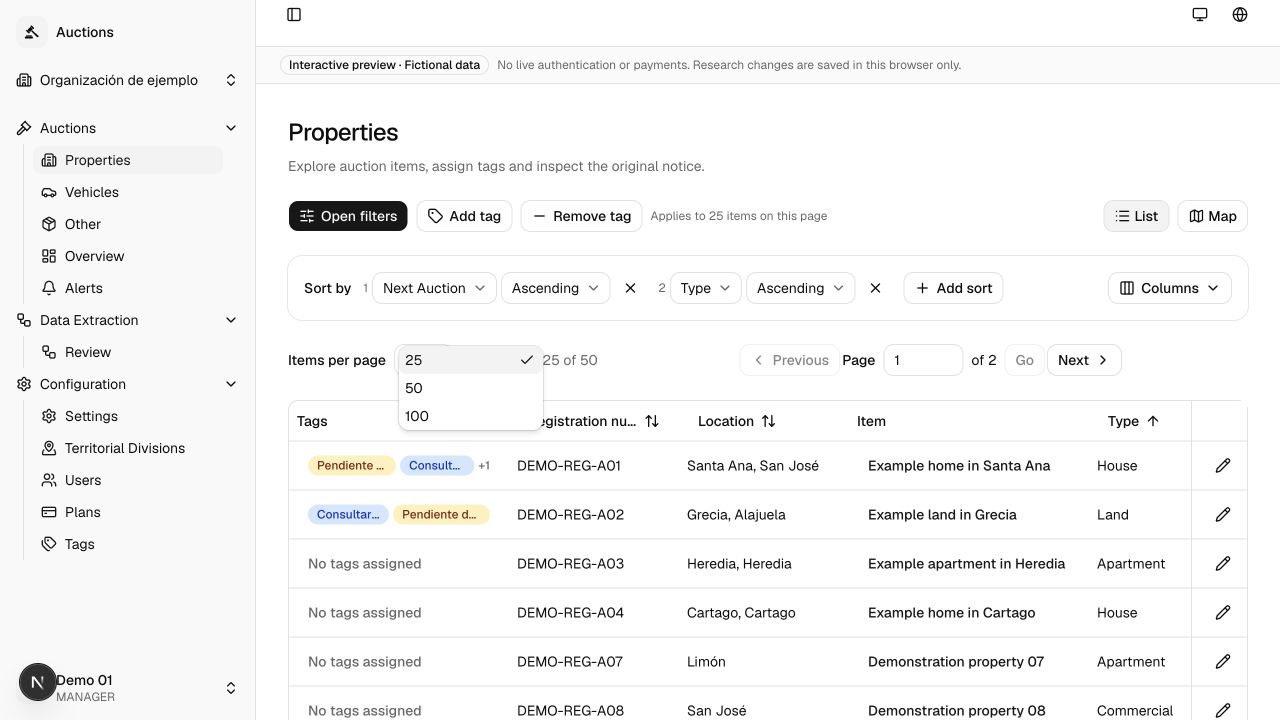 Auctions
Organización de ejemplo
Auctions
Properties
Vehicles
Other
Overview
Alerts
Data Extraction
Review
Configuration
Settings
Territorial Divisions
Users
Plans
Tags
N Demo 01
MANAGER
Interactive preview · Fictional data No live authentication or payments. Research changes are saved in this browser only.
Properties
Explore auction items, assign tags and inspect the original notice.
Open filters Add tag Remove tag Applies to 25 items on this page List Map
Sort by 1 Next Auction Ascending 2 Type Ascending Add sort Columns
Items per page 25 25 of 50 Previous Page 1 of 2 Go Next
50
100
Tags egistration nu... Location Item Type
Pendiente ... Consult... +1 DEMO-REG-A01 Santa Ana, San José Example home in Santa Ana House
Consultar... Pendiente d... DEMO-REG-A02 Grecia, Alajuela Example land in Grecia Land
No tags assigned DEMO-REG-A03 Heredia, Heredia Example apartment in Heredia Apartment
No tags assigned DEMO-REG-A04 Cartago, Cartago Example home in Cartago House
No tags assigned DEMO-REG-A07 Limón Demonstration property 07 Apartment
No tags assigned DEMO-REG-A08 San José Demonstration property 08 Commercial